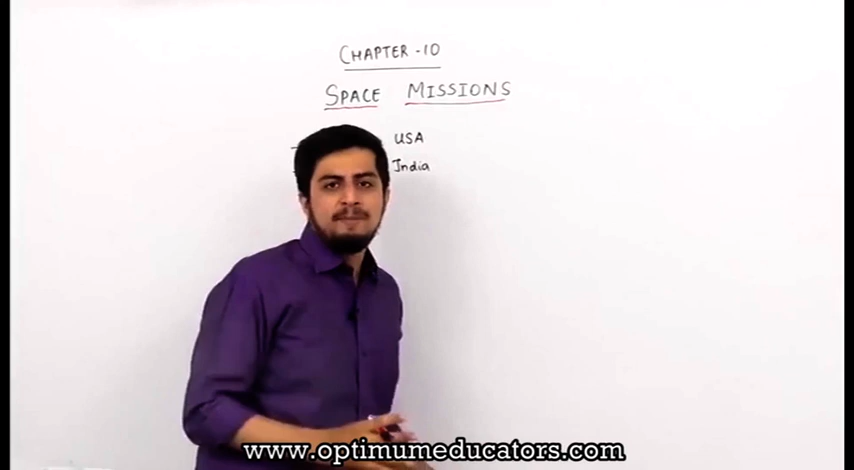 CHAPTER-10
SPACE MISSIONS
USA
India
www.optimumeducators.com